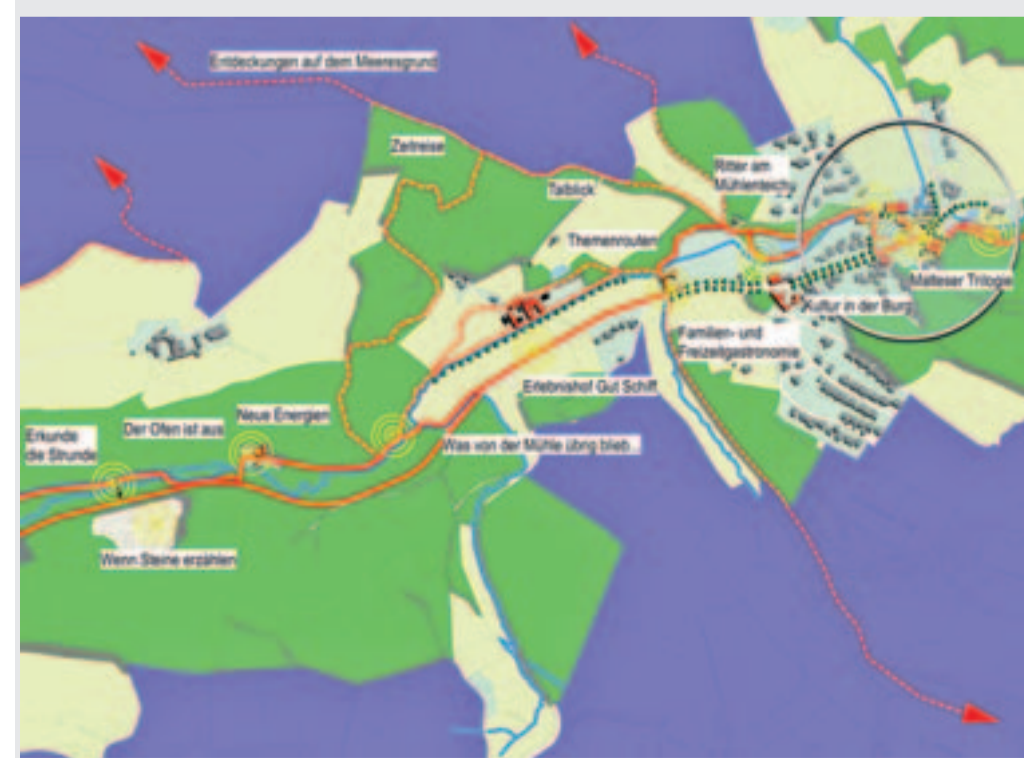 Entdeckungen auf dem Meeresgrund
Zeitreise
Talblick
Ritter am
Mühlenteich
P Themenrouten
Malteser Trilogie
Kultur in der Burg
Familien- und
Freizeitgastronomie
Erlebnishof Gut Schiff
Neue Energien
Der Ofen ist aus
Erkunde
die Strunde
Was von der Mühle übrig blieb...
Wenn Steine erzählen